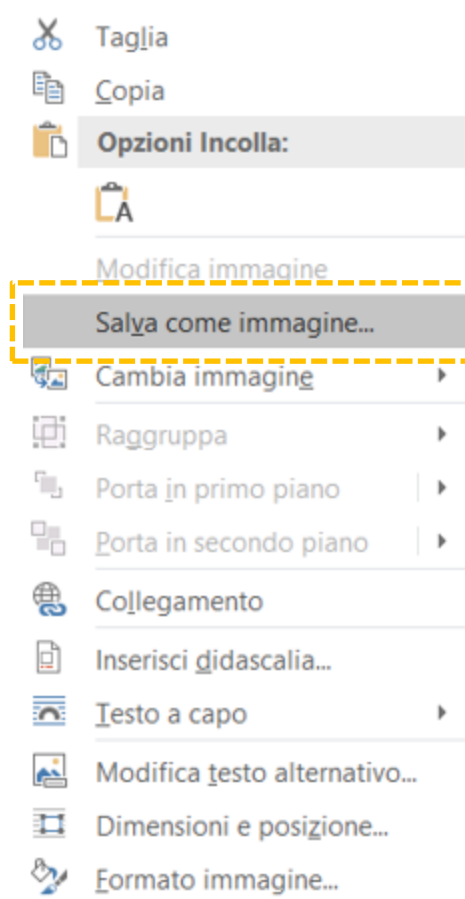 Taglia
Copia
Opzioni Incolla:
A
Modifica immagine
Salva come immagine...
Cambia immagine
Raggruppa
Porta in primo piano
Porta in secondo piano
Collegamento
Inserisci didascalia...
Testo a capo
Modifica testo alternativo...
Dimensioni e posizione...
Formato immagine...